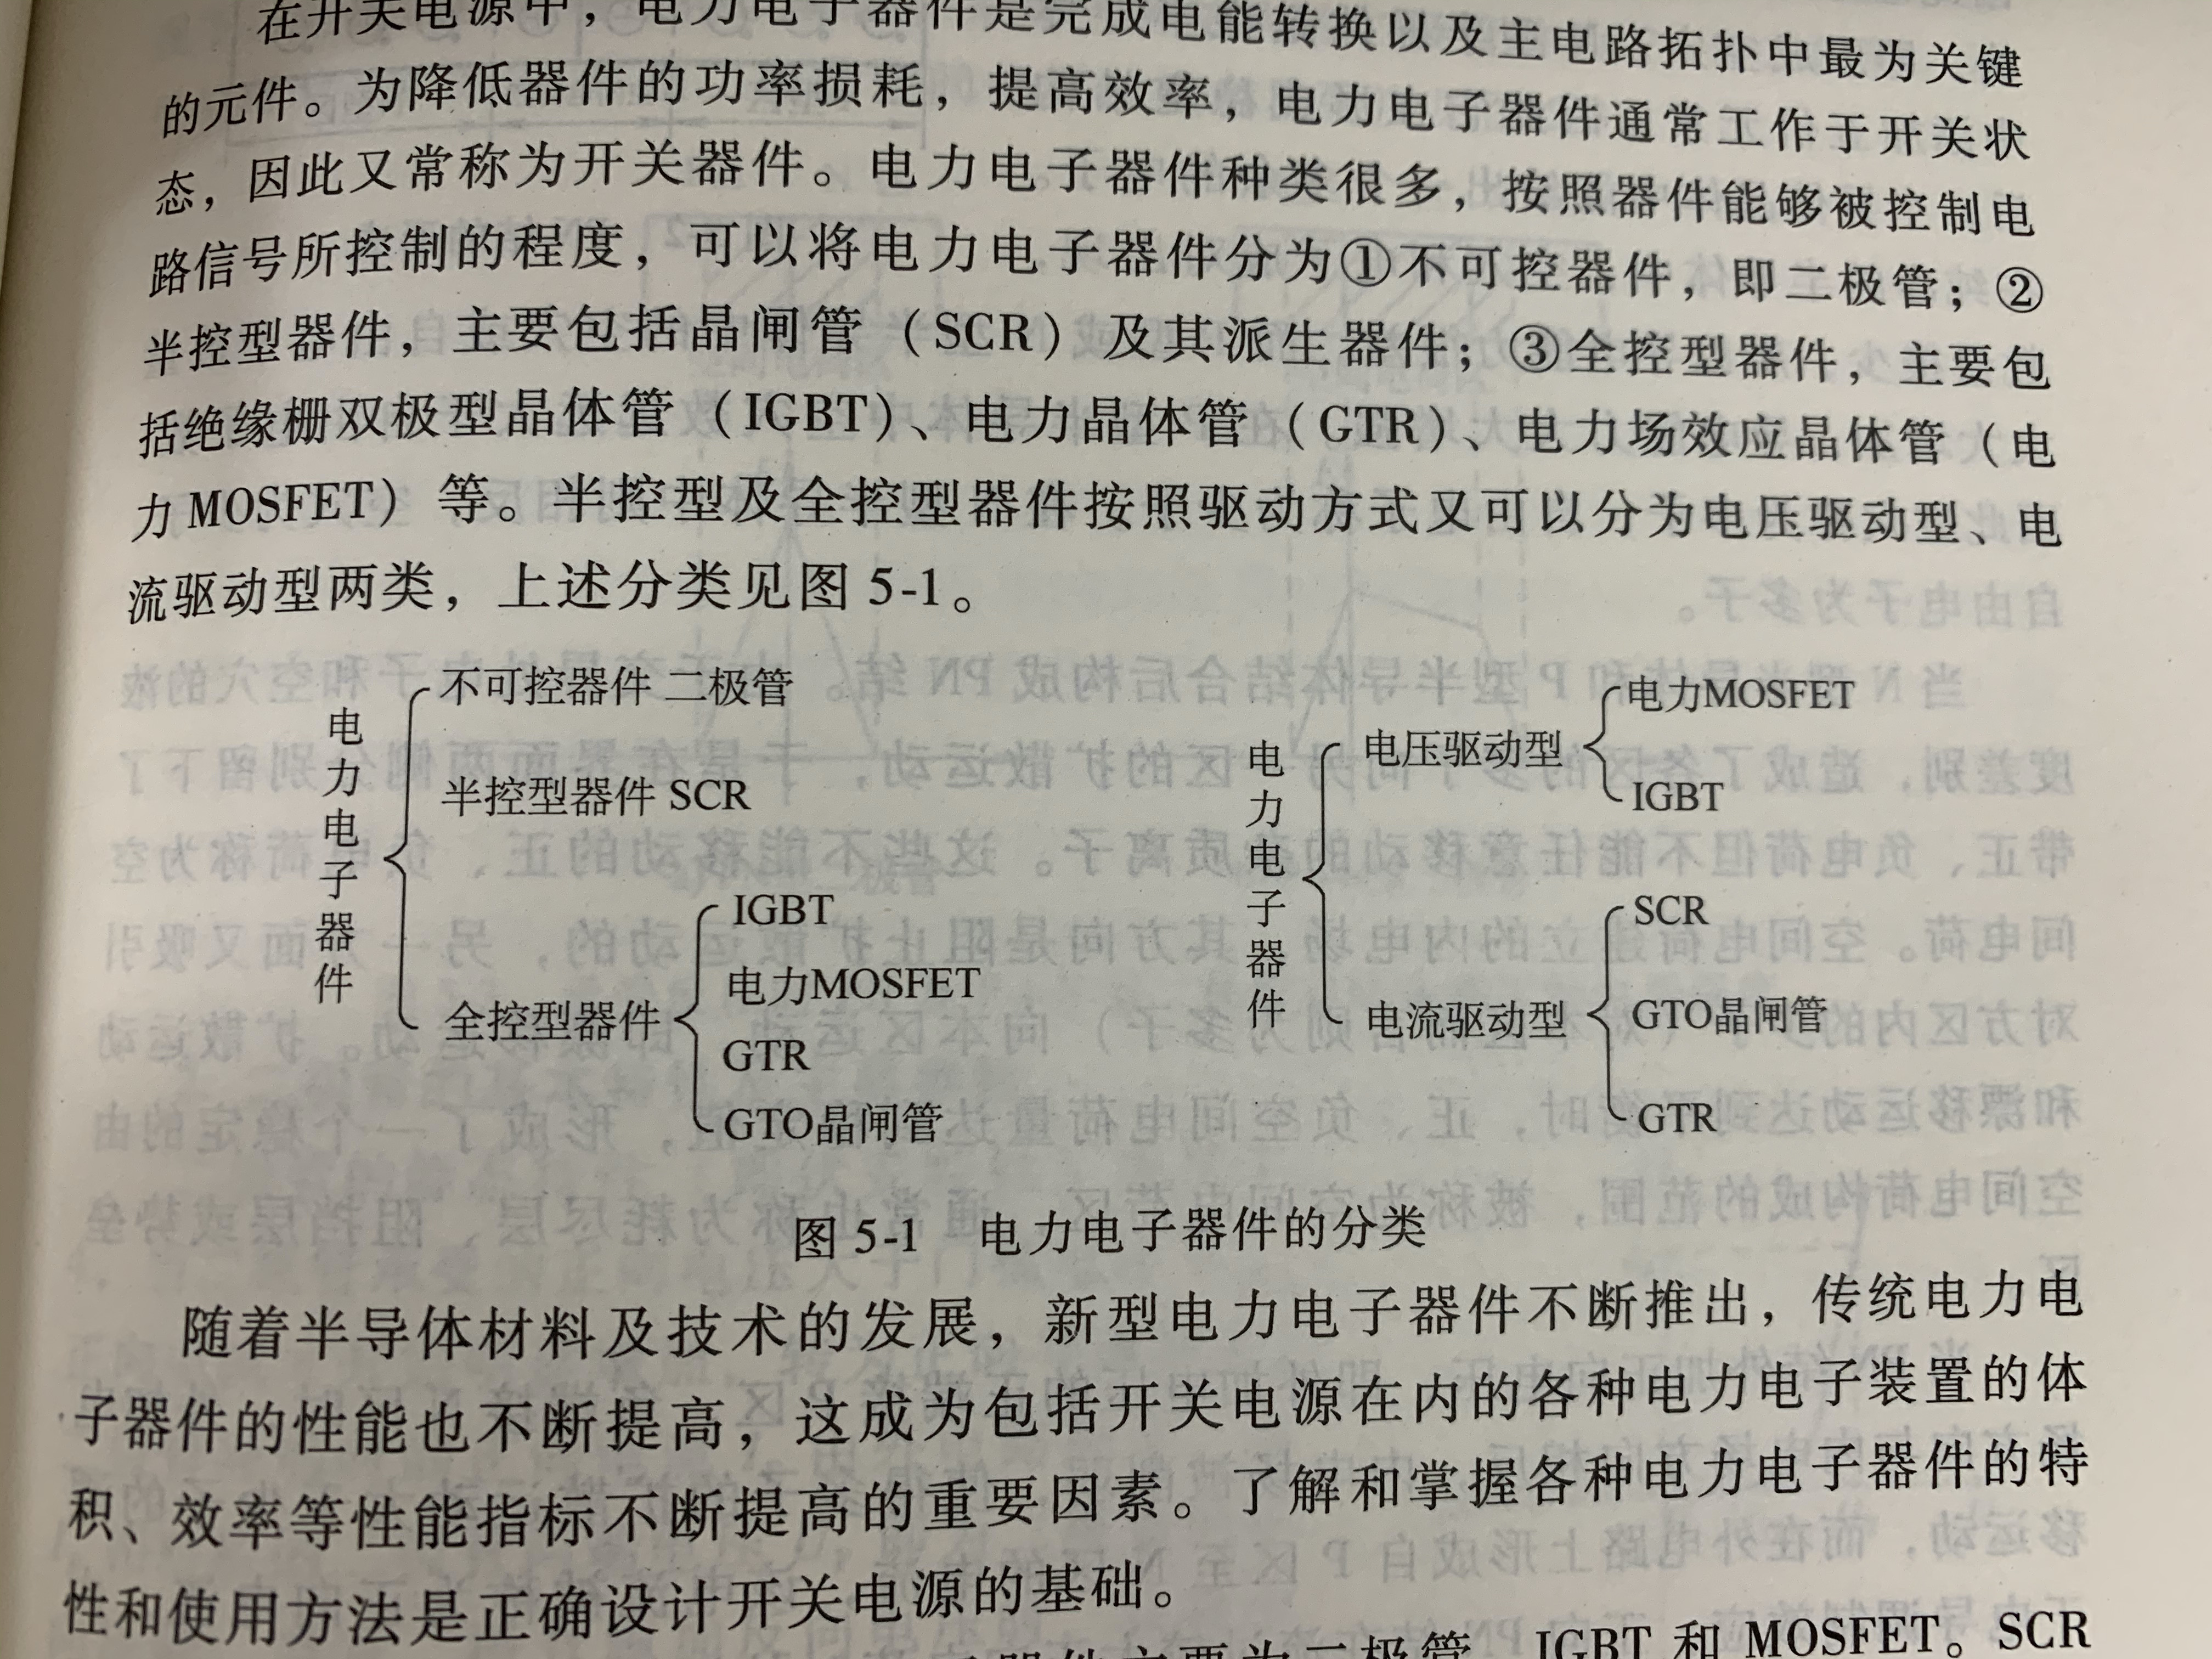 在开关电源中，电力电子器件是完成电能转换以及主电路拓扑中最为关键
的元件。为降低器件的功率损耗，提高效率，电力电子器件通常工作于开关状
态，因此又常称为开关器件。电力电子器件种类很多，按照器件能够被控制电
路信号所控制的程度，可以将电力电子器件分为①不可控器件，即二极管；②
半控型器件，主要包括晶闸管（SCR）及其派生器件；③全控型器件，主要包
括绝缘栅双极型晶体管（IGBT）、电力晶体管（GTR）、电力场效应晶体管（电
力 MOSFET）等。半控型及全控型器件按照驱动方式又可以分为电压驱动型、电
流驱动型两类，上述分类见图 5-1。
电力电子器件
不可控器件 二极管
半控型器件 SCR
全控型器件
IGBT
电力MOSFET
GTR
GTO晶闸管
电力电子器件
电压驱动型
电力MOSFET
IGBT
电流驱动型
SCR
GTO晶闸管
GTR
图 5-1 电力电子器件的分类
随着半导体材料及技术的发展，新型电力电子器件不断推出，传统电力电
子器件的性能也不断提高，这成为包括开关电源在内的各种电力电子装置的体
积、效率等性能指标不断提高的重要因素。了解和掌握各种电力电子器件的特
性和使用方法是正确设计开关电源的基础。
器件主要为二极管、IGBT 和 MOSFET。SCR